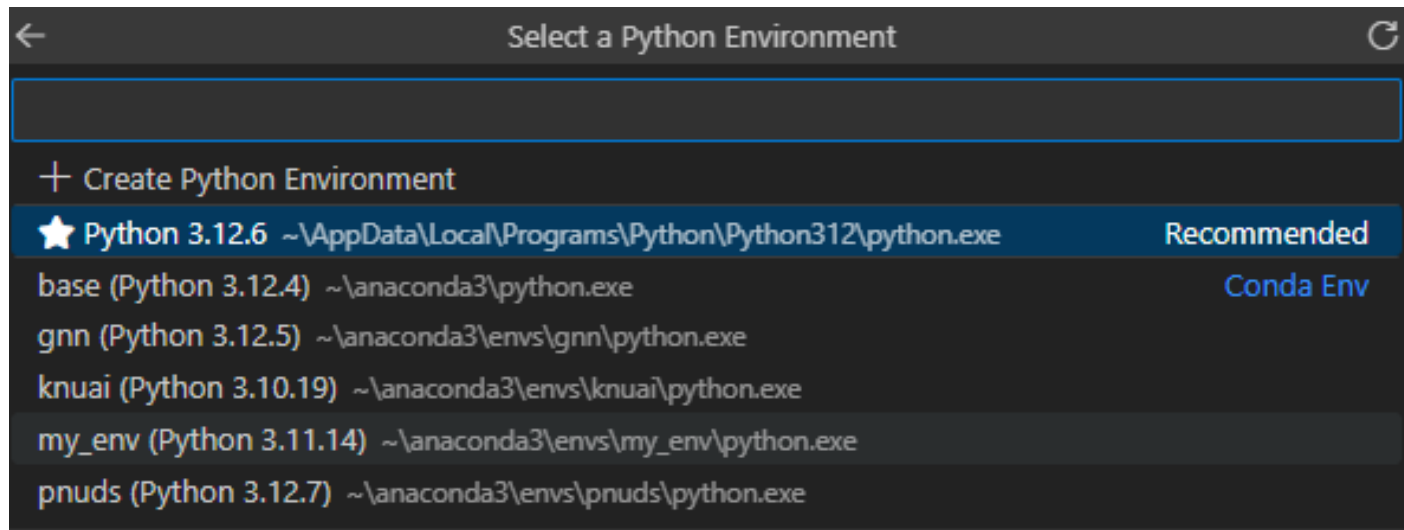 Select a Python Environment
Create Python Environment
Python 3.12.6 ~\AppData\Local\Programs\Python\Python312\python.exe Recommended
base (Python 3.12.4) ~\anaconda3\python.exe Conda Env
gnn (Python 3.12.5) ~\anaconda3\envs\gnn\python.exe
knuai (Python 3.10.19) ~\anaconda3\envs\knuai\python.exe
my_env (Python 3.11.14) ~\anaconda3\envs\my_env\python.exe
pnuds (Python 3.12.7) ~\anaconda3\envs\pnuds\python.exe